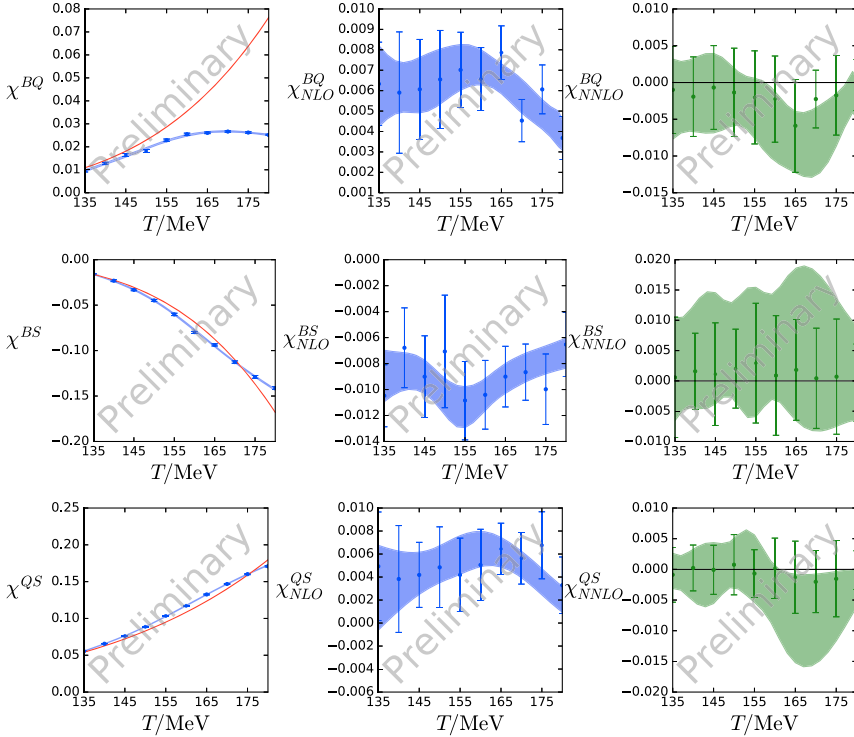 0.08
0.07
0.06
0.05
0.04
0.03
0.02
0.01
0.00
χ^{BQ}
Preliminary
135 145 155 165 175
T/MeV
0.010
0.009
0.008
0.007
0.006
0.005
0.004
0.003
0.002
0.001
χ^{BQ}_{NLO}
Preliminary
135 145 155 165 175
T/MeV
0.010
0.005
0.000
−0.005
−0.010
−0.015
χ^{BQ}_{NNLO}
Preliminary
135 145 155 165 175
T/MeV
0.00
−0.05
−0.10
−0.15
−0.20
χ^{BS}
Preliminary
135 145 155 165 175
T/MeV
−0.000
−0.002
−0.004
−0.006
−0.008
−0.010
−0.012
−0.014
χ^{BS}_{NLO}
Preliminary
135 145 155 165 175
T/MeV
0.020
0.015
0.010
0.005
0.000
−0.005
−0.010
χ^{BS}_{NNLO}
Preliminary
135 145 155 165 175
T/MeV
0.25
0.20
0.15
0.10
0.05
0.00
χ^{QS}
Preliminary
135 145 155 165 175
T/MeV
0.010
0.008
0.006
0.004
0.002
0.000
−0.002
−0.004
−0.006
χ^{QS}_{NLO}
Preliminary
135 145 155 165 175
T/MeV
0.010
0.005
0.000
−0.005
−0.010
−0.015
−0.020
χ^{QS}_{NNLO}
Preliminary
135 145 155 165 175
T/MeV